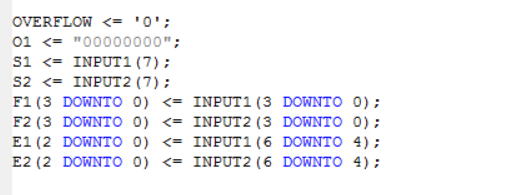 OVERFLOW <= '0';
O1 <= "00000000";
S1 <= INPUT1(7);
S2 <= INPUT2(7);
F1(3 DOWNTO 0) <= INPUT1(3 DOWNTO 0);
F2(3 DOWNTO 0) <= INPUT2(3 DOWNTO 0);
E1(2 DOWNTO 0) <= INPUT1(6 DOWNTO 4);
E2(2 DOWNTO 0) <= INPUT2(6 DOWNTO 4);